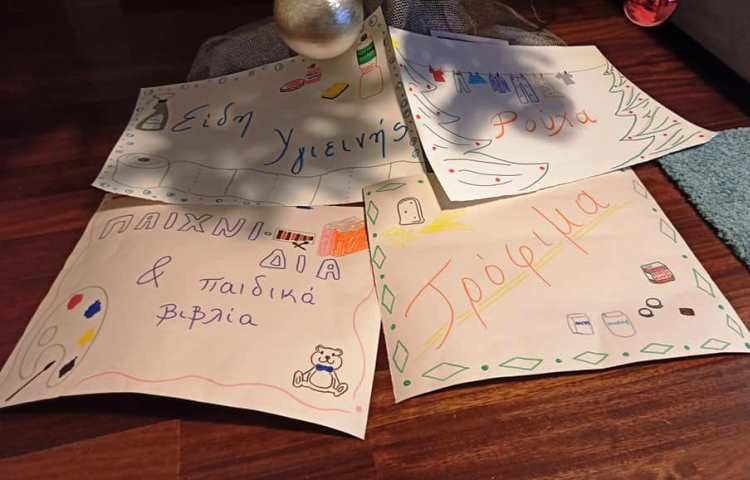 Είδη
Υγιεινής
Ρούχα
ΠΑΙΧΝΙ-
ΔΙΑ
& παιδικά
βιβλία
Τρόφιμα